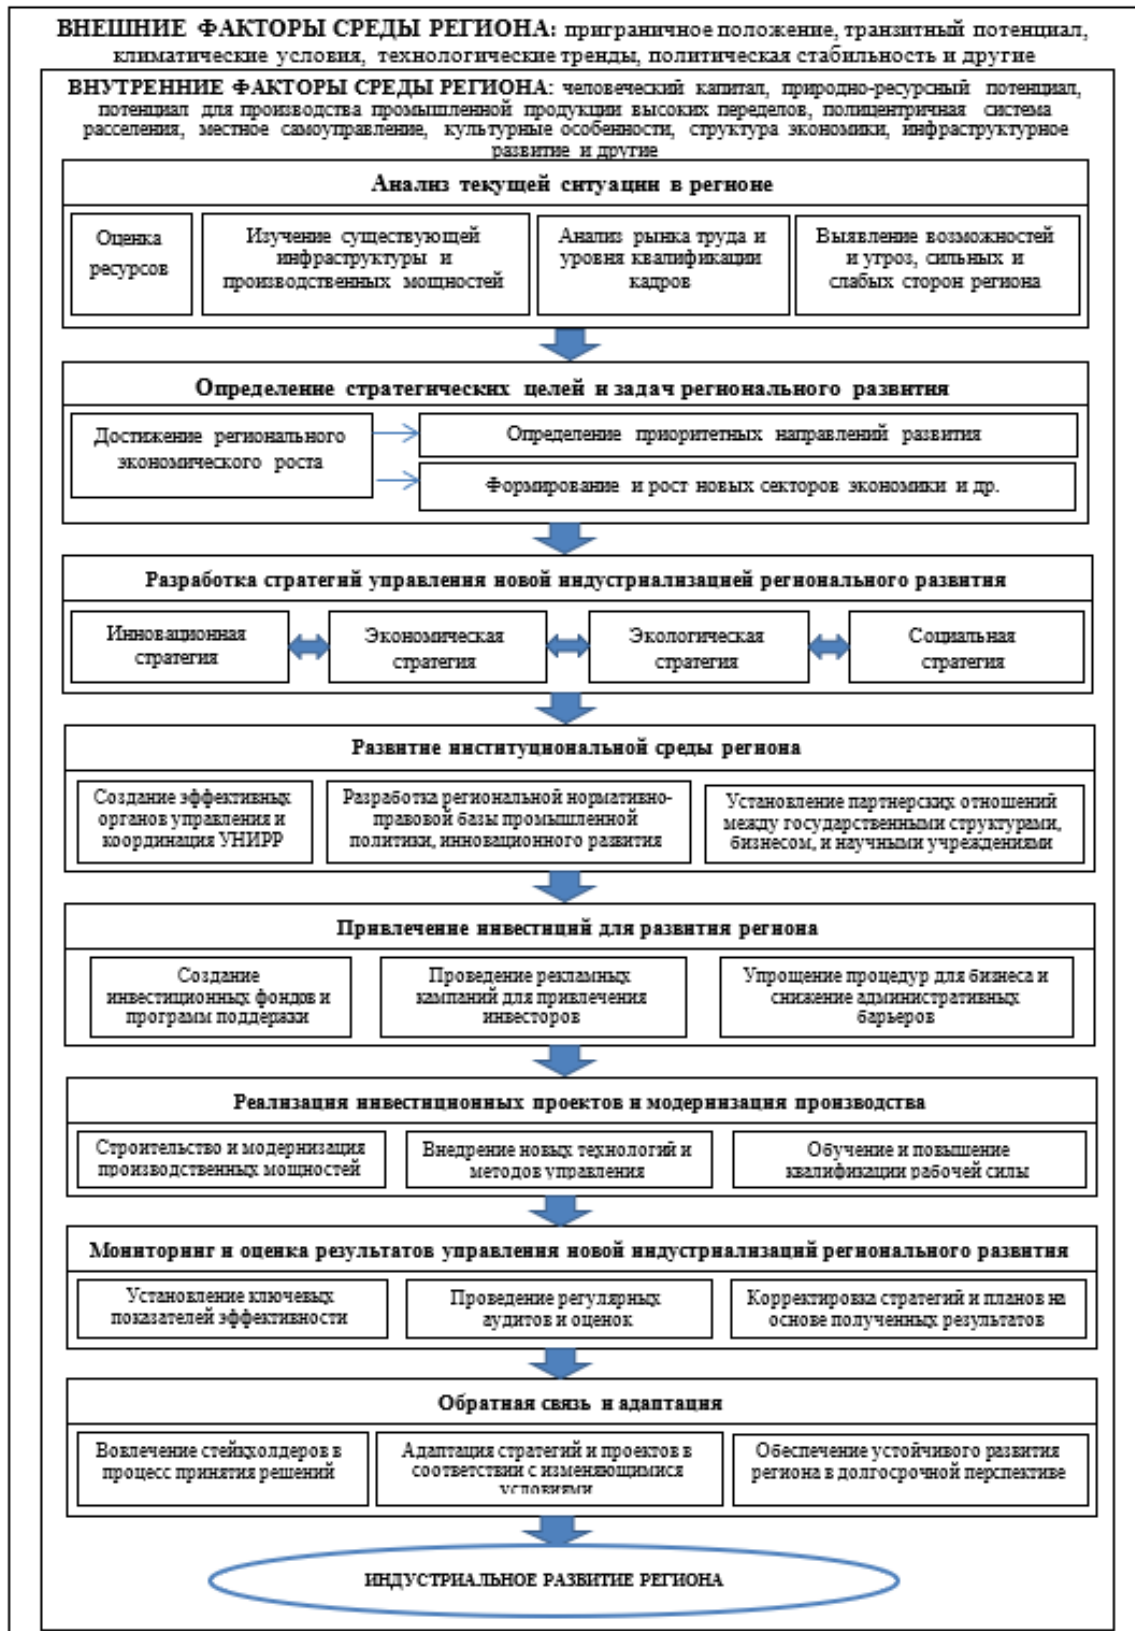 ВНЕШНИЕ ФАКТОРЫ СРЕДЫ РЕГИОНА: приграничное положение, транзитный потенциал,
климатические условия, технологические тренды, политическая стабильность и другие
ВНУТРЕННИЕ ФАКТОРЫ СРЕДЫ РЕГИОНА: человеческий капитал, природно-ресурсный потенциал,
потенциал для производства промышленной продукции высоких переделов, полицентричная система
расселения, местное самоуправление, культурные особенности, структура экономики, инфраструктурное
развитие и другие
Анализ текущей ситуации в регионе
Оценка
ресурсов
Изучение существующей
инфраструктуры и
производственных мощностей
Анализ рынка труда и
уровня квалификации
кадров
Выявление возможностей
и угроз, сильных и
слабых сторон региона
Определение стратегических целей и задач регионального развития
Достижение регионального
экономического роста
Определение приоритетных направлений развития
Формирование и рост новых секторов экономики и др.
Разработка стратегий управления новой индустриализацией регионального развития
Инновационная
стратегия
Экономическая
стратегия
Экологическая
стратегия
Социальная
стратегия
Развитие институциональной среды региона
Создание эффективных
органов управления и
координация УНИРР
Разработка региональной нормативно-
правовой базы промышленной
политики, инновационного развития
Установление партнерских отношений
между государственными структурами,
бизнесом, и научными учреждениями
Привлечение инвестиций для развития региона
Создание
инвестиционных фондов и
программ поддержки
Проведение рекламных
кампаний для привлечения
инвесторов
Упрощение процедур для бизнеса и
снижение административных
барьеров
Реализация инвестиционных проектов и модернизация производства
Строительство и модернизация
производственных мощностей
Внедрение новых технологий и
методов управления
Обучение и повышение
квалификации рабочей силы
Мониторинг и оценка результатов управления новой индустриализаций регионального развития
Установление ключевых
показателей эффективности
Проведение регулярных
аудитов и оценок
Корректировка стратегий и планов на
основе полученных результатов
Обратная связь и адаптация
Вовлечение стейкхолдеров в
процесс принятия решений
Адаптация стратегий и проектов в
соответствии с изменяющимися
условиями
Обеспечение устойчивого развития
региона в долгосрочной перспективе
ИНДУСТРИАЛЬНОЕ РАЗВИТИЕ РЕГИОНА